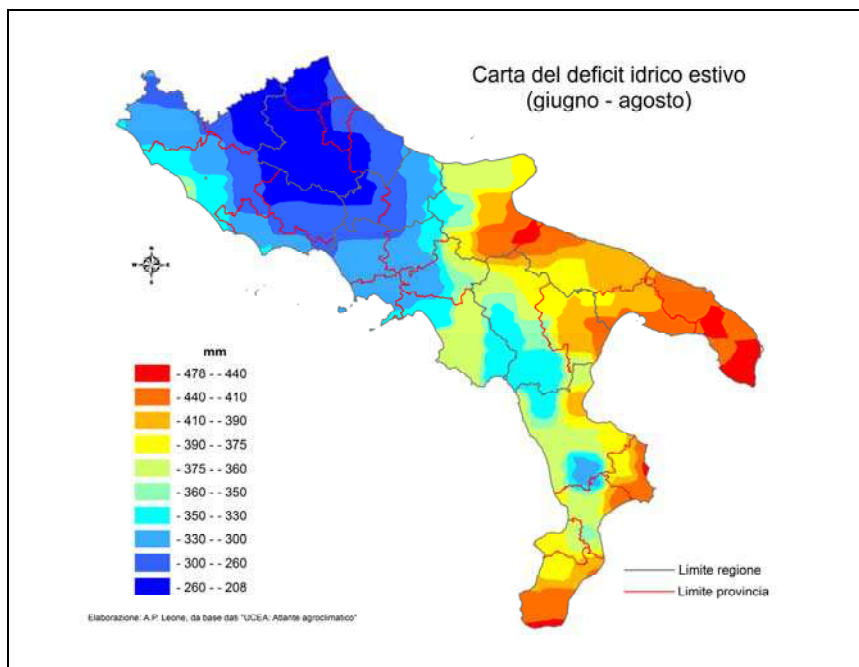 Carta del deficit idrico estivo
(giugno - agosto)
N
W E
S
mm
- 478 - - 440
- 440 - - 410
- 410 - - 390
- 390 - - 375
- 375 - - 360
- 360 - - 350
- 350 - - 330
- 330 - - 300
- 300 - - 260
- 260 - - 208
Limite regione
Limite provincia
Elaborazione: A.P. Leone, da base dati "UCEA: Atlante agroclimatico"